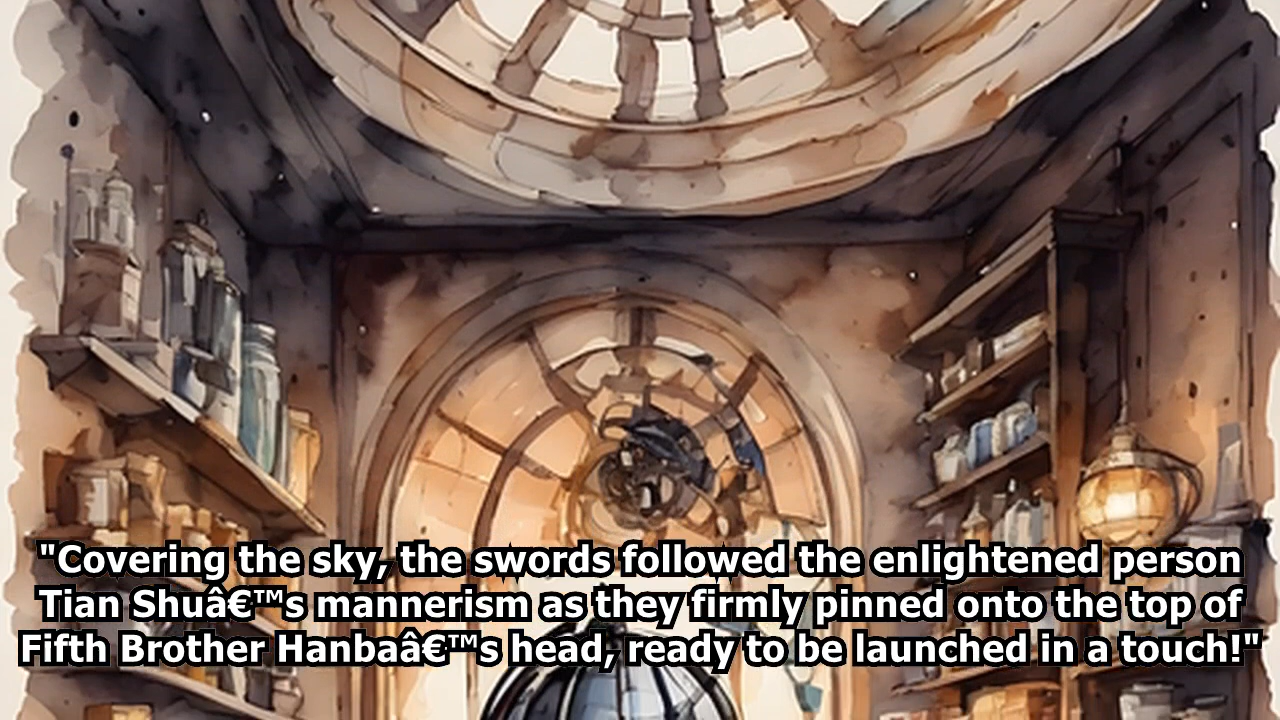 "Covering the sky, the swords followed the enlightened person
Tian Shuâ€™s mannerism as they firmly pinned onto the top of
Fifth Brother Hanbaâ€™s head, ready to be launched in a touch!"